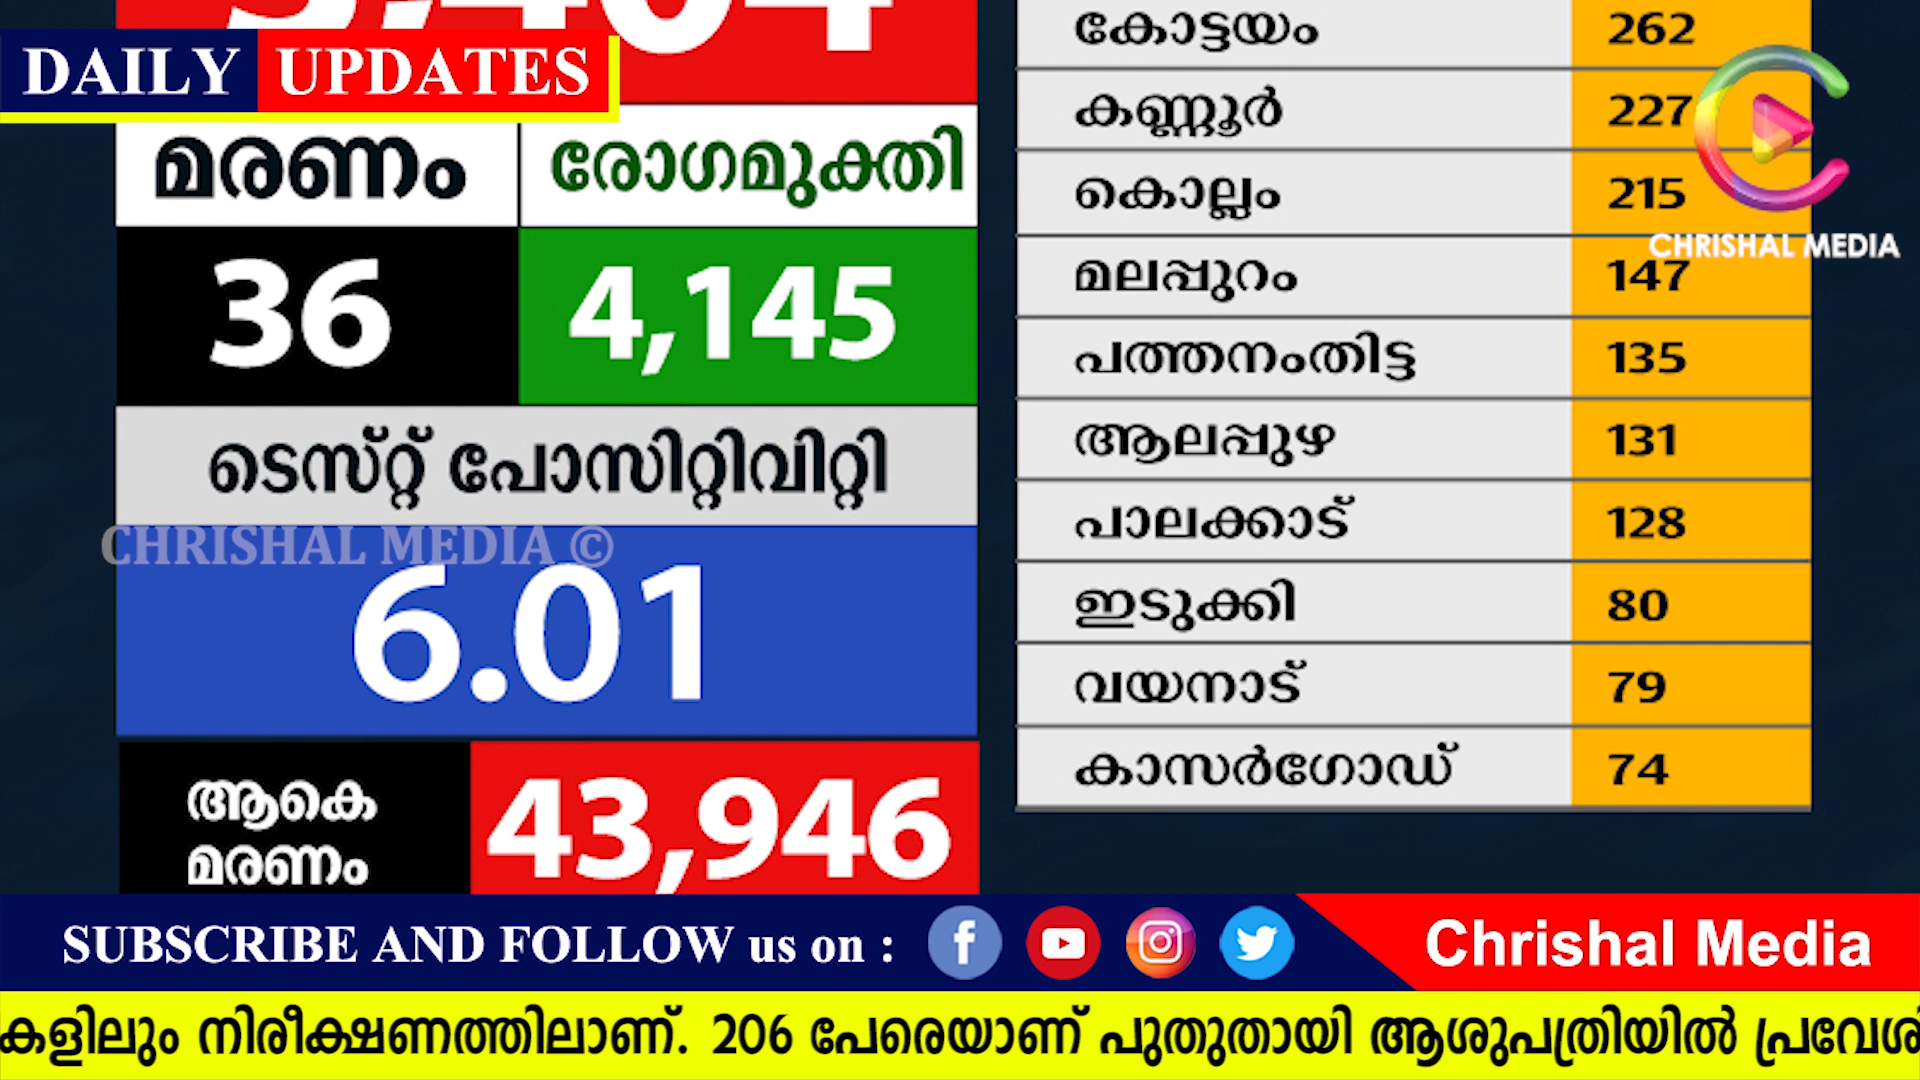 DAILY UPDATES
മരണം
രോഗമുക്തി
36
4,145
ടെസ്റ്റ് പോസിറ്റിവിറ്റി
CHRISHAL MEDIA ©
6.01
ആകെ
മരണം
43,946
കോട്ടയം 262
കണ്ണൂർ 227
കൊല്ലം 215
CHRISHAL MEDIA
മലപ്പുറം 147
പത്തനംതിട്ട 135
ആലപ്പുഴ 131
പാലക്കാട് 128
ഇടുക്കി 80
വയനാട് 79
കാസർഗോഡ് 74
SUBSCRIBE AND FOLLOW us on :
Chrishal Media
കളിലും നിരീക്ഷണത്തിലാണ്. 206 പേരെയാണ് പുതുതായി ആശുപത്രിയിൽ